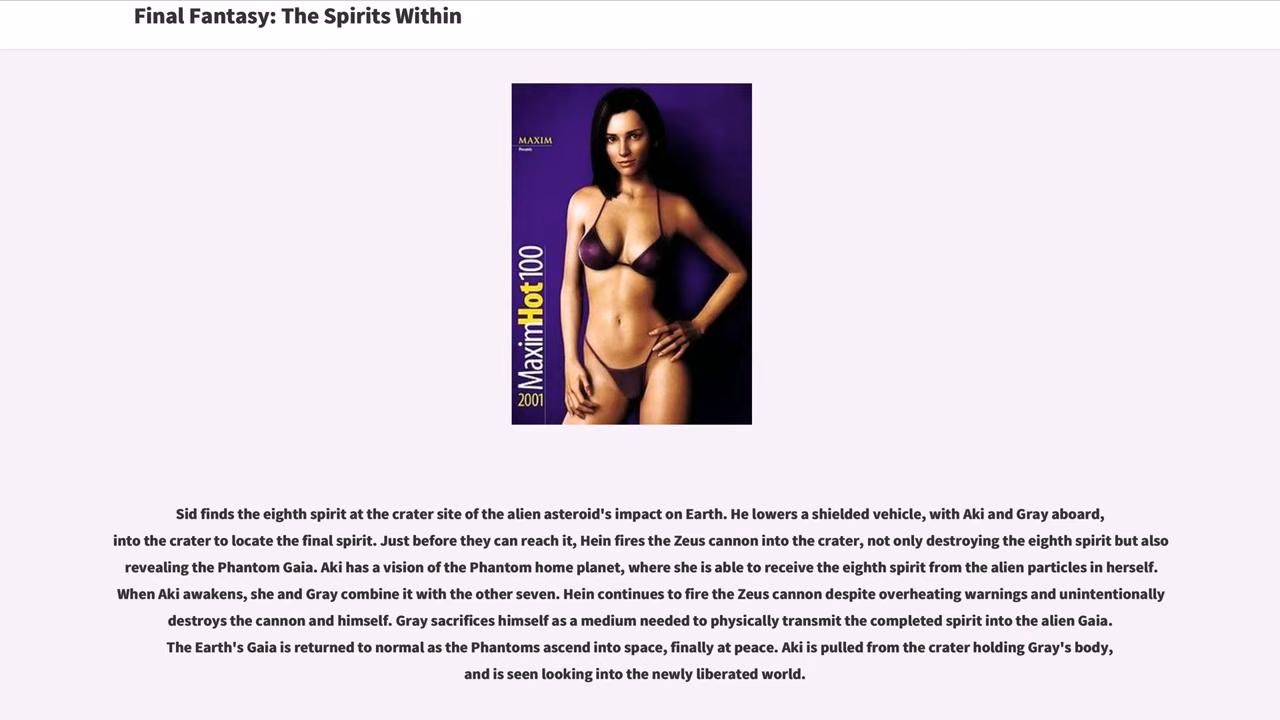 Final Fantasy: The Spirits Within
MAXIM
Presents
2001 MaximHot100
Sid finds the eighth spirit at the crater site of the alien asteroid's impact on Earth. He lowers a shielded vehicle, with Aki and Gray aboard,
into the crater to locate the final spirit. Just before they can reach it, Hein fires the Zeus cannon into the crater, not only destroying the eighth spirit but also
revealing the Phantom Gaia. Aki has a vision of the Phantom home planet, where she is able to receive the eighth spirit from the alien particles in herself.
When Aki awakens, she and Gray combine it with the other seven. Hein continues to fire the Zeus cannon despite overheating warnings and unintentionally
destroys the cannon and himself. Gray sacrifices himself as a medium needed to physically transmit the completed spirit into the alien Gaia.
The Earth's Gaia is returned to normal as the Phantoms ascend into space, finally at peace. Aki is pulled from the crater holding Gray's body,
and is seen looking into the newly liberated world.